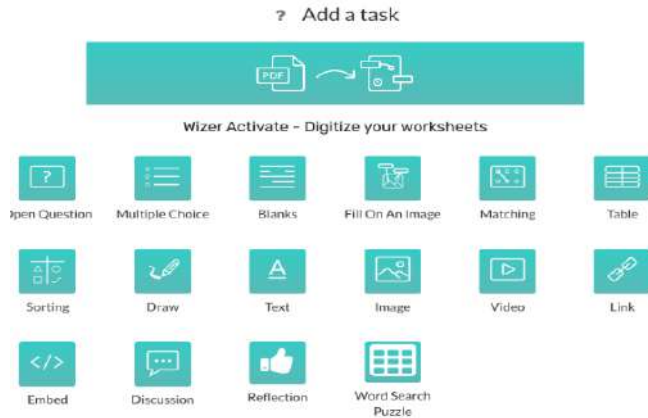 ? Add a task
PDF
Wizer Activate - Digitize your worksheets
?
Open Question Multiple Choice Blanks Fill On An Image Matching Table
A
Sorting Draw Text Image Video Link
</>
Embed Discussion Reflection Word Search
Puzzle